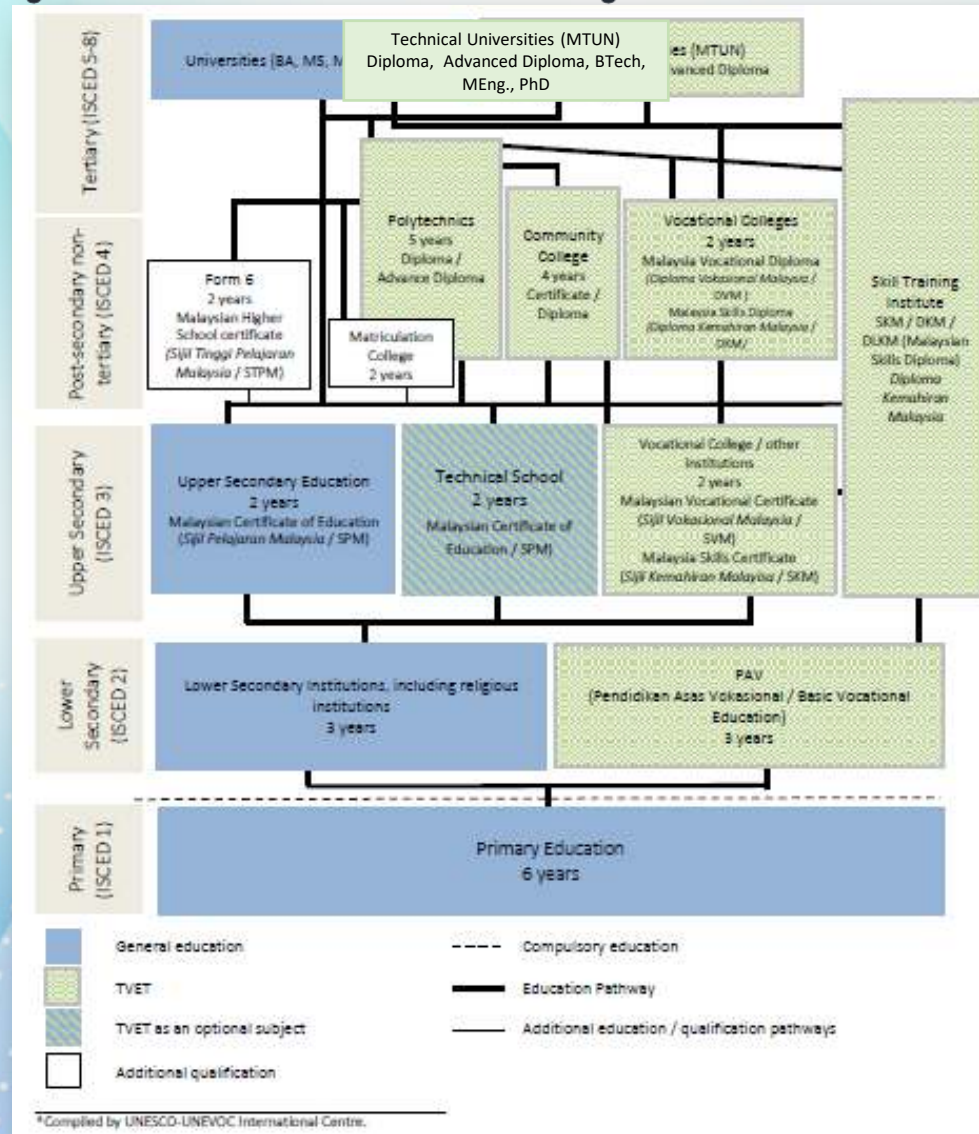 Tertiary (ISCED 5-8)
Universities (BA, MS,
Technical Universities (MTUN)
Diploma, Advanced Diploma, BTech,
MEng., PhD
(MTUN)
Diploma
Post-secondary non-
tertiary (ISCED 4)
Form 6
2 years
Malaysian Higher
School certificate
(Sijil Tinggi Pelajaran
Malaysia / STPM)
Matriculation
College
2 years
Polytechnics
5 years
Diploma /
Advance Diploma
Community
College
4 years
Certificate /
Diploma
Vocational Colleges
2 years
Malaysia Vocational Diploma
(Diploma Vokasional Malaysia /
DVM )
Malaysia Skills Diploma
(Diploma Kemahiran Malaysia /
DKM/
Skill Training
Institute
SKM / DKM /
DLKM (Malaysian
Skills Diploma)
Diploma
Kemahiran
Malaysia
Upper Secondary
(ISCED 3)
Upper Secondary Education
2 years
Malaysian Certificate of Education
(Sijil Pelajaran Malaysia / SPM)
Technical School
2 years
Malaysian Certificate of
Education / SPM)
Vocational College / other
institutions
2 years
Malaysian Vocational Certificate
(Sijil Vokasional Malaysia /
SVM)
Malaysia Skills Certificate
(Sijil Kemahiran Malaysia / SKM)
Lower
Secondary
(ISCED 2)
Lower Secondary Institutions, including religious
institutions
3 years
PAV
(Pendidikan Asas Vokasional / Basic Vocational
Education)
3 years
Primary
(ISCED 1)
Primary Education
6 years
General education
TVET
TVET as an optional subject
Additional qualification
Compulsory education
Education Pathway
Additional education / qualification pathways
*Compiled by UNESCO-UNEVOC International Centre.